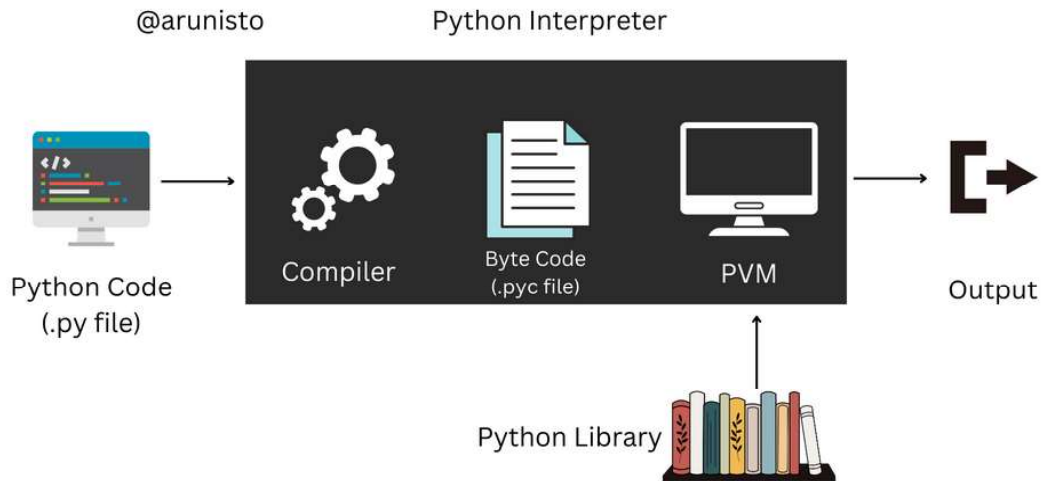 @arunisto
Python Interpreter
</>
Compiler
Byte Code
(.pyc file)
PVM
Python Code
(.py file)
Output
Python Library